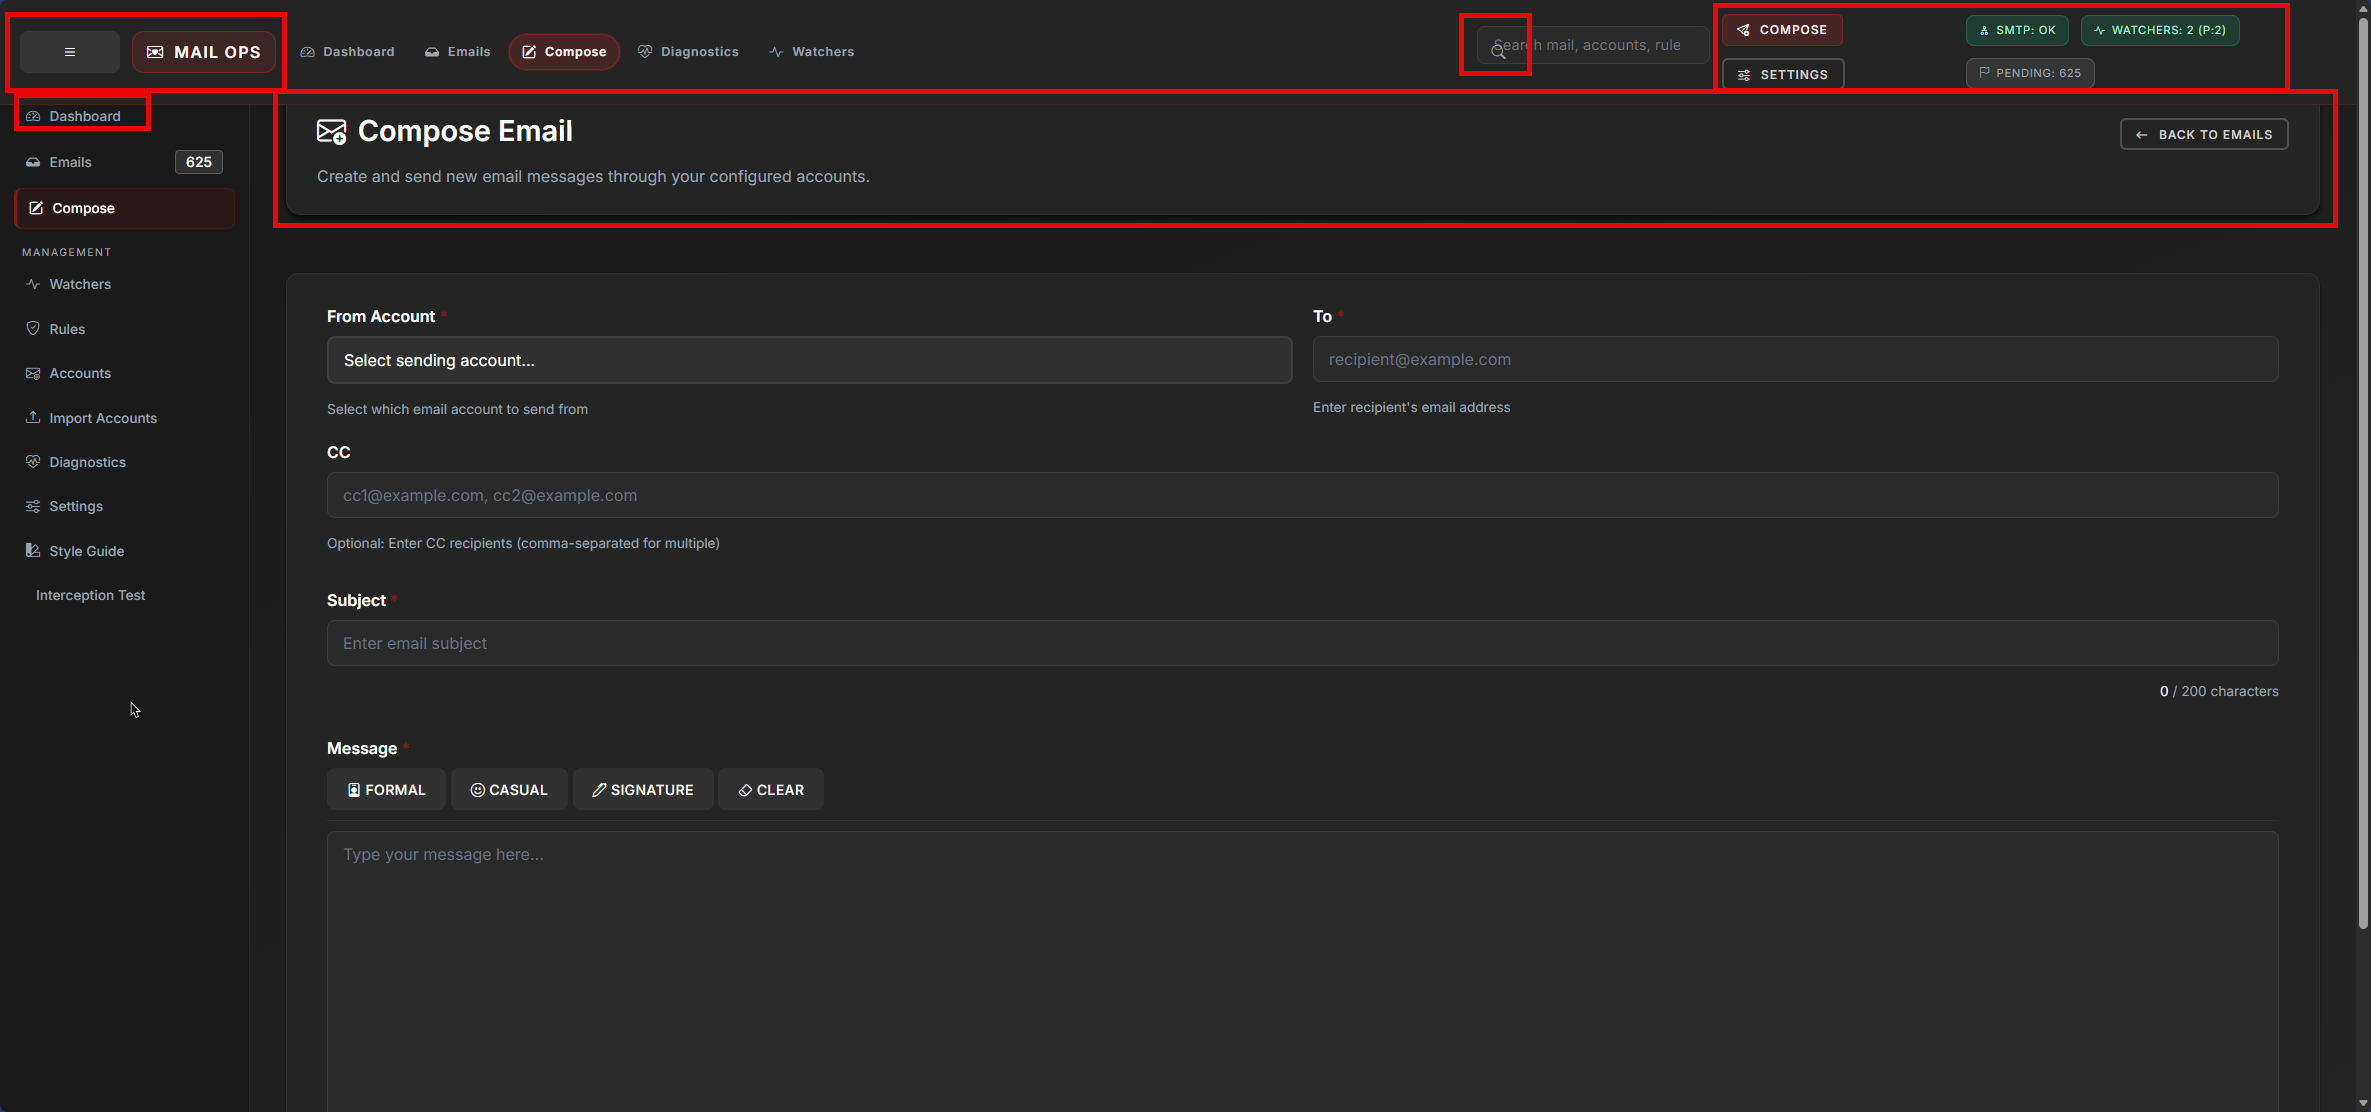 MAIL OPS
Dashboard
Emails
Compose
Diagnostics
Watchers
Search mail, accounts, rule
COMPOSE
SETTINGS
SMTP: OK
WATCHERS: 2 (P:2)
PENDING: 625
Dashboard
Emails 625
Compose
MANAGEMENT
Watchers
Rules
Accounts
Import Accounts
Diagnostics
Settings
Style Guide
Interception Test
Compose Email
Create and send new email messages through your configured accounts.
← BACK TO EMAILS
From Account *
Select sending account...
Select which email account to send from
To *
recipient@example.com
Enter recipient's email address
CC
cc1@example.com, cc2@example.com
Optional: Enter CC recipients (comma-separated for multiple)
Subject *
Enter email subject
0 / 200 characters
Message *
FORMAL
CASUAL
SIGNATURE
CLEAR
Type your message here...